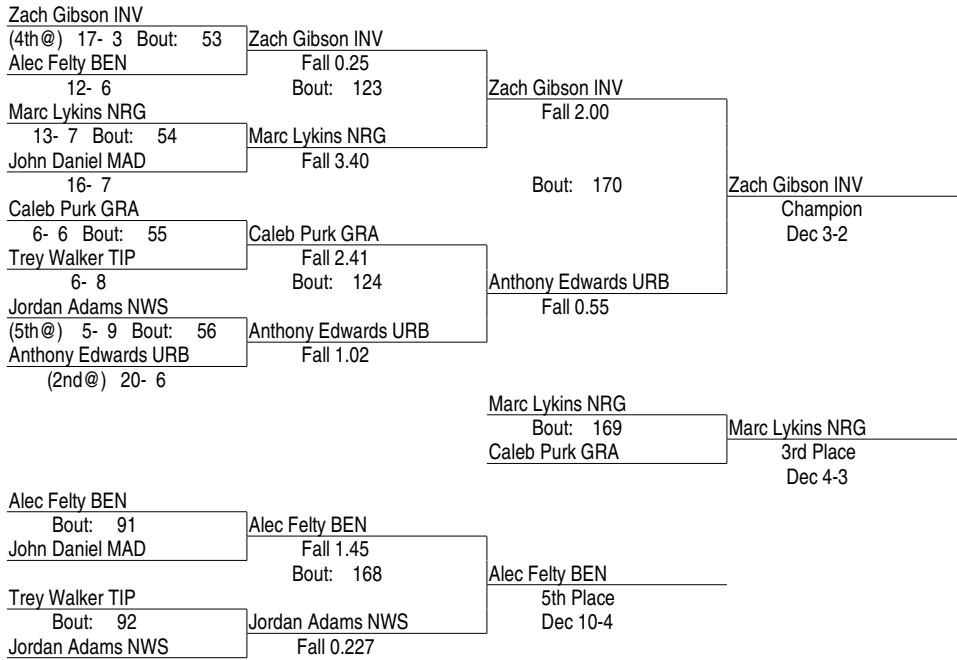 Zach Gibson INV
(4th@) 17- 3 Bout: 53
Zach Gibson INV
Alec Felty BEN
Fall 0.25
12- 6
Bout: 123
Zach Gibson INV
Marc Lykins NRG
Fall 2.00
13- 7 Bout: 54
Marc Lykins NRG
John Daniel MAD
Fall 3.40
16- 7
Bout: 170
Zach Gibson INV
Caleb Purk GRA
Champion
6- 6 Bout: 55
Caleb Purk GRA
Dec 3-2
Trey Walker TIP
Fall 2.41
6- 8
Bout: 124
Anthony Edwards URB
Jordan Adams NWS
Fall 0.55
(5th@) 5- 9 Bout: 56
Anthony Edwards URB
Anthony Edwards URB
Fall 1.02
(2nd@) 20- 6
Marc Lykins NRG
Bout: 169
Marc Lykins NRG
Caleb Purk GRA
3rd Place
Dec 4-3
Alec Felty BEN
Bout: 91
Alec Felty BEN
John Daniel MAD
Fall 1.45
Bout: 168
Alec Felty BEN
Trey Walker TIP
5th Place
Bout: 92
Jordan Adams NWS
Dec 10-4
Jordan Adams NWS
Fall 0.227